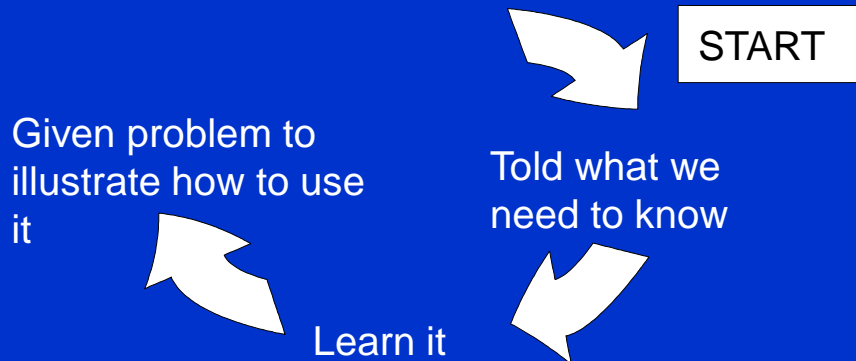 START
Told what we
need to know
Learn it
Given problem to
illustrate how to use
it